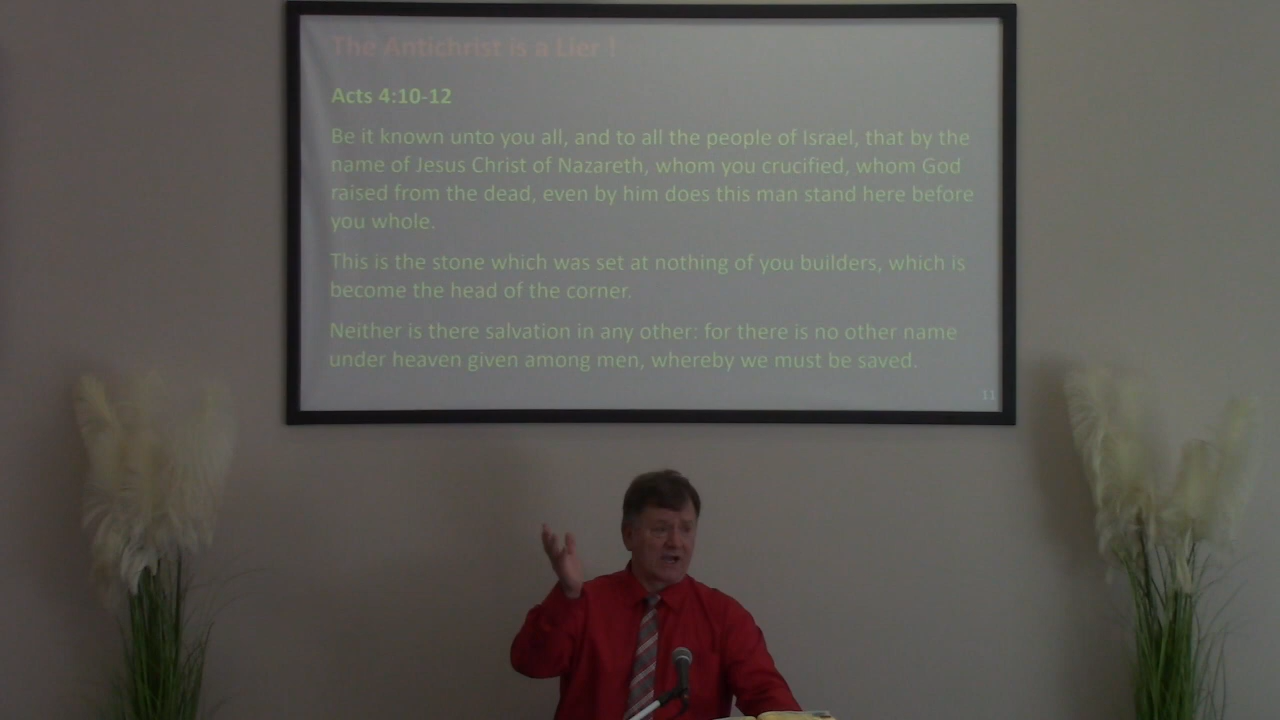 The Antichrist is a Lier !
Acts 4:10-12
Be it known unto you all, and to all the people of Israel, that by the
name of Jesus Christ of Nazareth, whom you crucified, whom God
raised from the dead, even by him does this man stand here before
you whole.
This is the stone which was set at nothing of you builders, which is
become the head of the corner.
Neither is there salvation in any other: for there is no other name
under heaven given among men, whereby we must be saved.
11